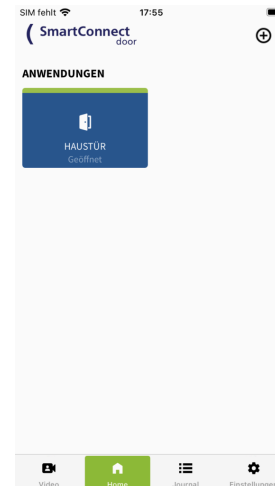 SIM fehlt 17:55
SmartConnect
door
ANWENDUNGEN
HAUSTÜR
Geöffnet
Video Home Journal Einstellungen